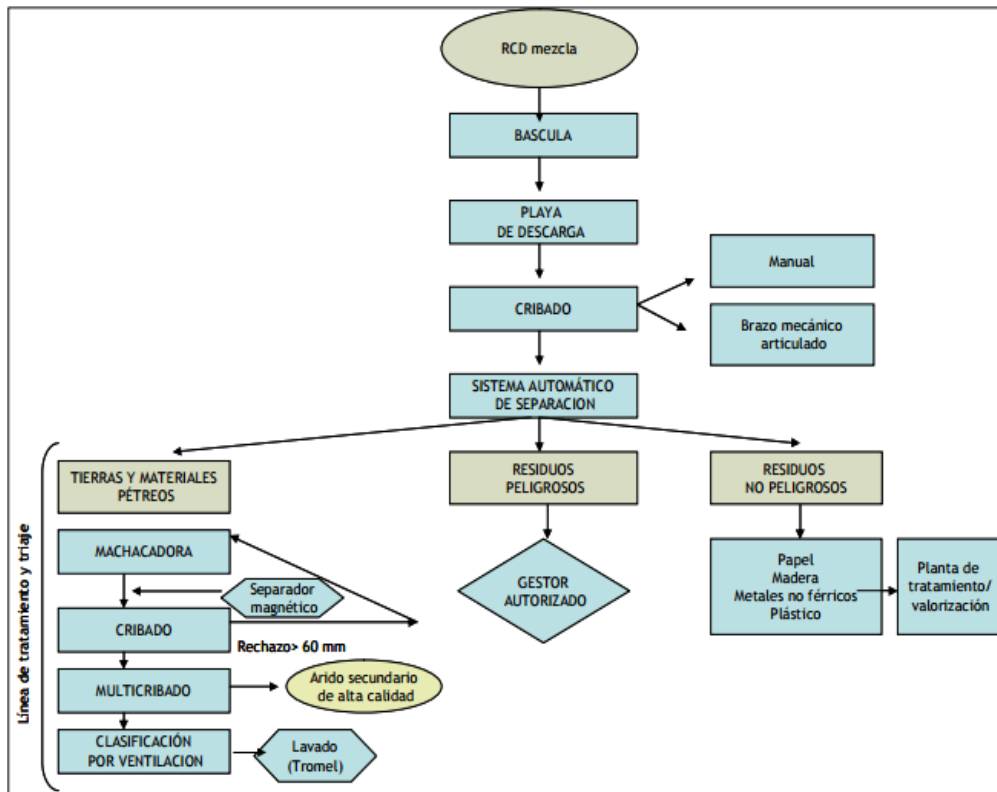 RCD mezcla
BASCULA
PLAYA
DE DESCARGA
Manual
CRIBADO
Brazo mecánico
articulado
SISTEMA AUTOMÁTICO
DE SEPARACION
TIERRAS Y MATERIALES
PÉTREOS
RESIDUOS
PELIGROSOS
RESIDUOS
NO PELIGROSOS
Línea de tratamiento y triaje
MACHACADORA
Separador
magnético
CRIBADO
Rechazo> 60 mm
MULTICRIBADO
Arido secundario
de alta calidad
CLASIFICACIÓN
POR VENTILACION
Lavado
(Tromel)
GESTOR
AUTORIZADO
Papel
Madera
Metales no férricos
Plástico
Planta de
tratamiento/
valorización